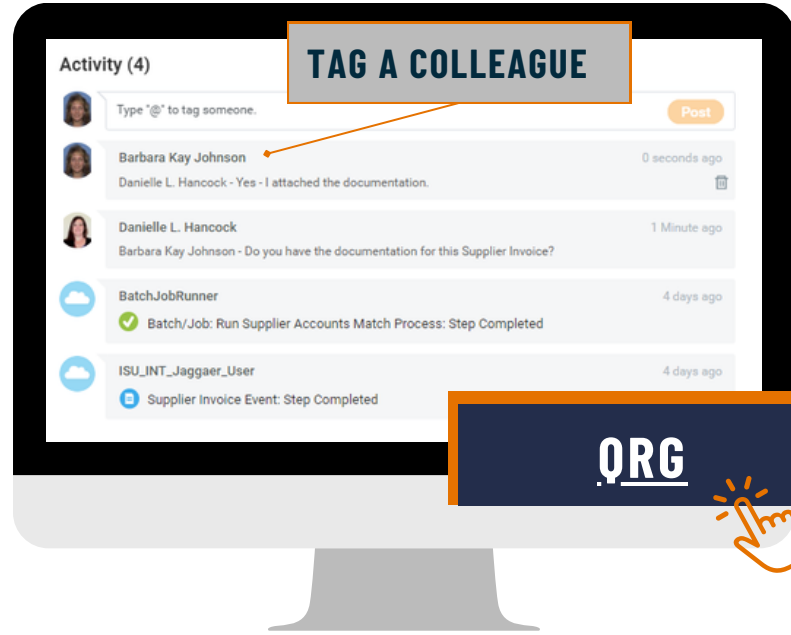 Activity (4)
TAG A COLLEAGUE
Type "@" to tag someone.
Post
Barbara Kay Johnson
0 seconds ago
Danielle L. Hancock - Yes - I attached the documentation.
Danielle L. Hancock
1 Minute ago
Barbara Kay Johnson - Do you have the documentation for this Supplier Invoice?
BatchJobRunner
4 days ago
Batch/Job: Run Supplier Accounts Match Process: Step Completed
ISU_INT_Jaggaer_User
4 days ago
Supplier Invoice Event: Step Completed
QRG